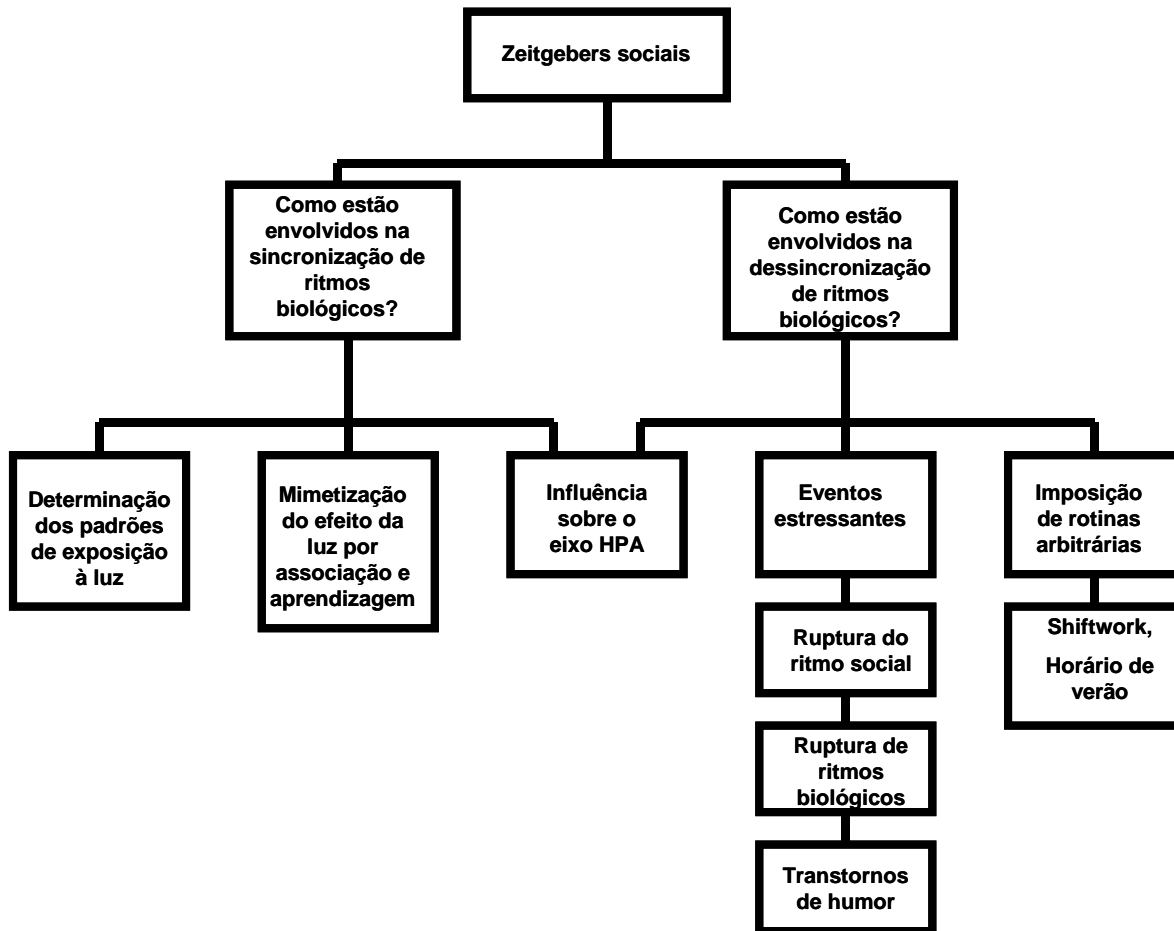 Zeitgebers sociais
Como estão
envolvidos na
sincronização de
ritmos
biológicos?
Como estão
envolvidos na
dessincronização
de ritmos
biológicos?
Determinação
dos padrões
de exposição
à luz
Mimetização
do efeito da
luz por
associação e
aprendizagem
Influência
sobre o
eixo HPA
Eventos
estressantes
Imposição
de rotinas
arbitrárias
Ruptura do
ritmo social
Shiftwork,
Horário de
verão
Ruptura de
ritmos
biológicos
Transtornos
de humor